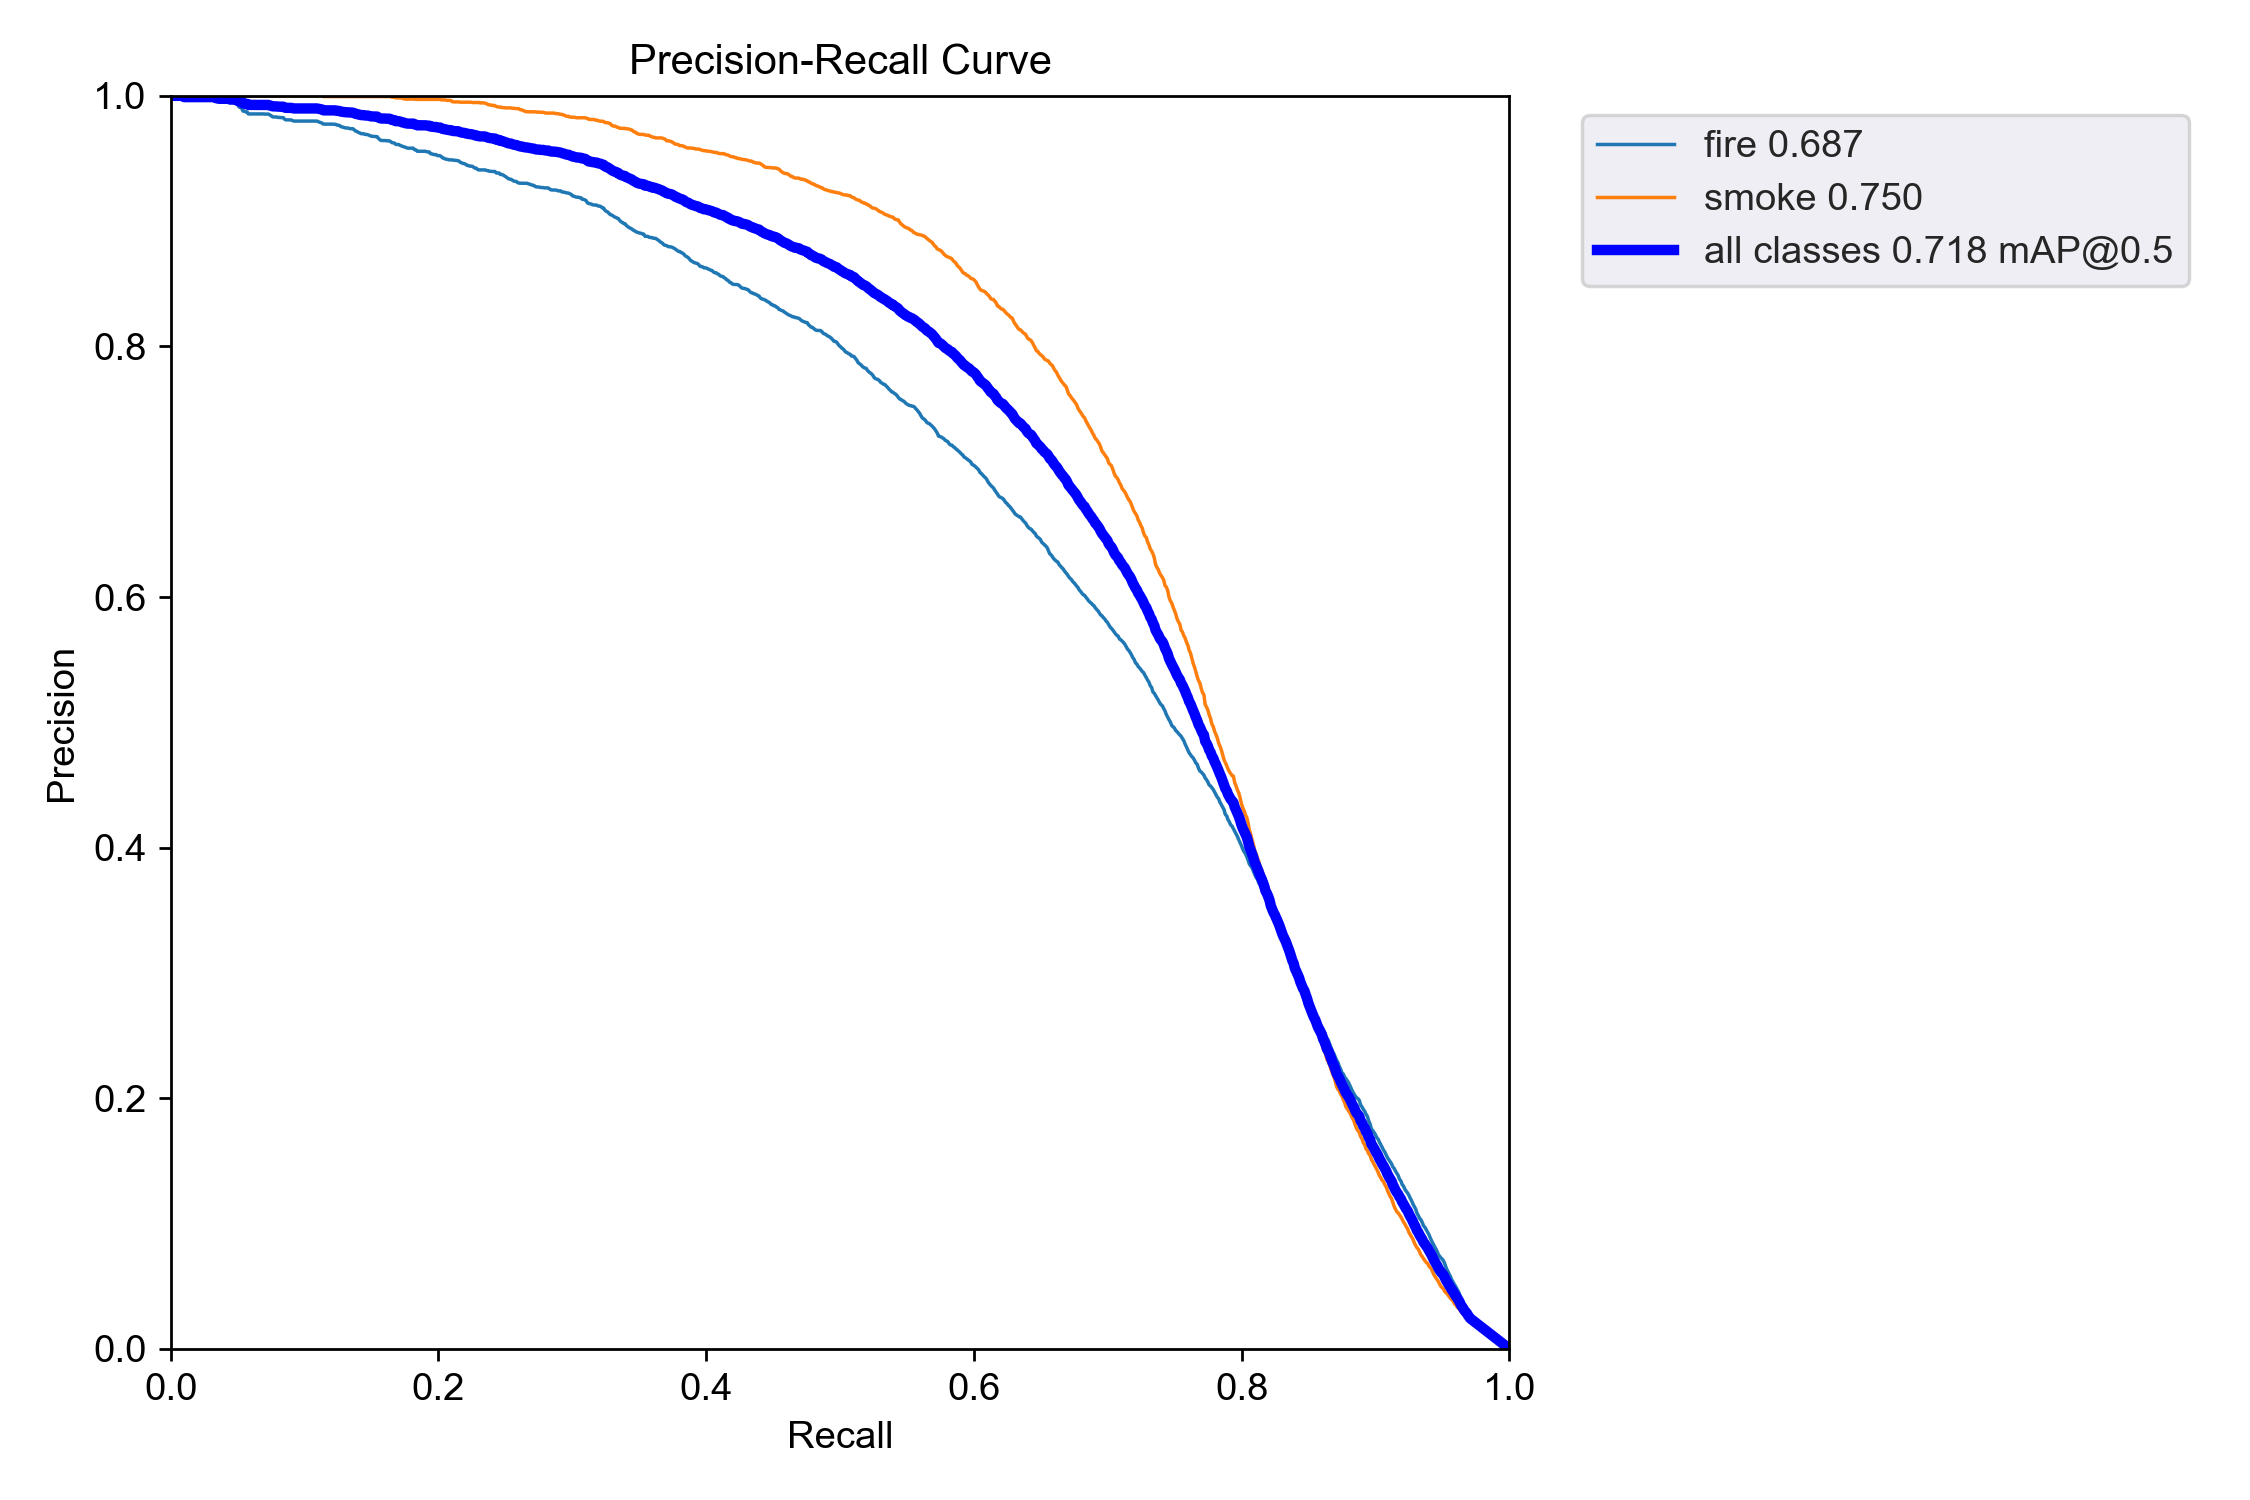 Precision-Recall Curve
1.0
0.8
0.6
0.4
0.2
0.0
Precision
0.0 0.2 0.4 0.6 0.8 1.0
Recall
fire 0.687
smoke 0.750
all classes 0.718 mAP@0.5